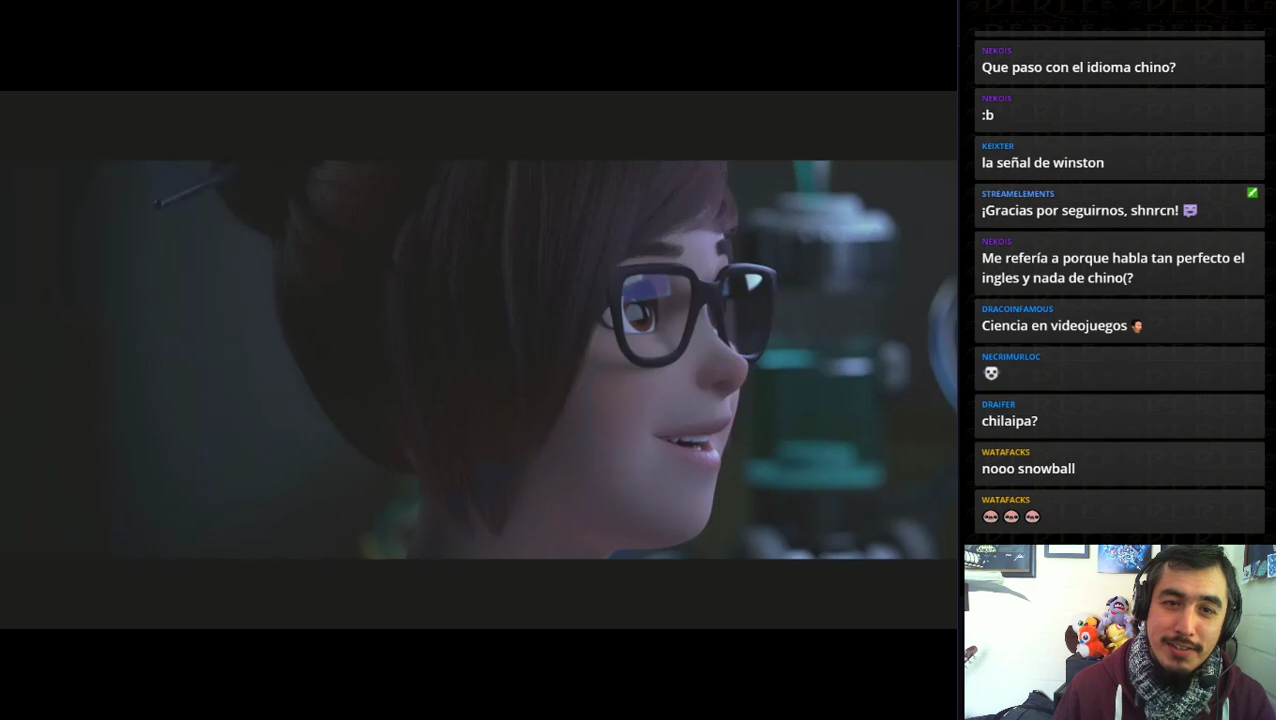 NEKOIS
Que paso con el idioma chino?
NEKOIS
:b
KEIXTER
la señal de winston
STREAMELEMENTS
¡Gracias por seguirnos, shnrcn!
NEKOIS
Me refería a porque habla tan perfecto el
ingles y nada de chino(?
DRACOINFAMOUS
Ciencia en videojuegos
NECRIMURLOC
DRAIFER
chilaipa?
WATAFACKS
nooo snowball
WATAFACKS